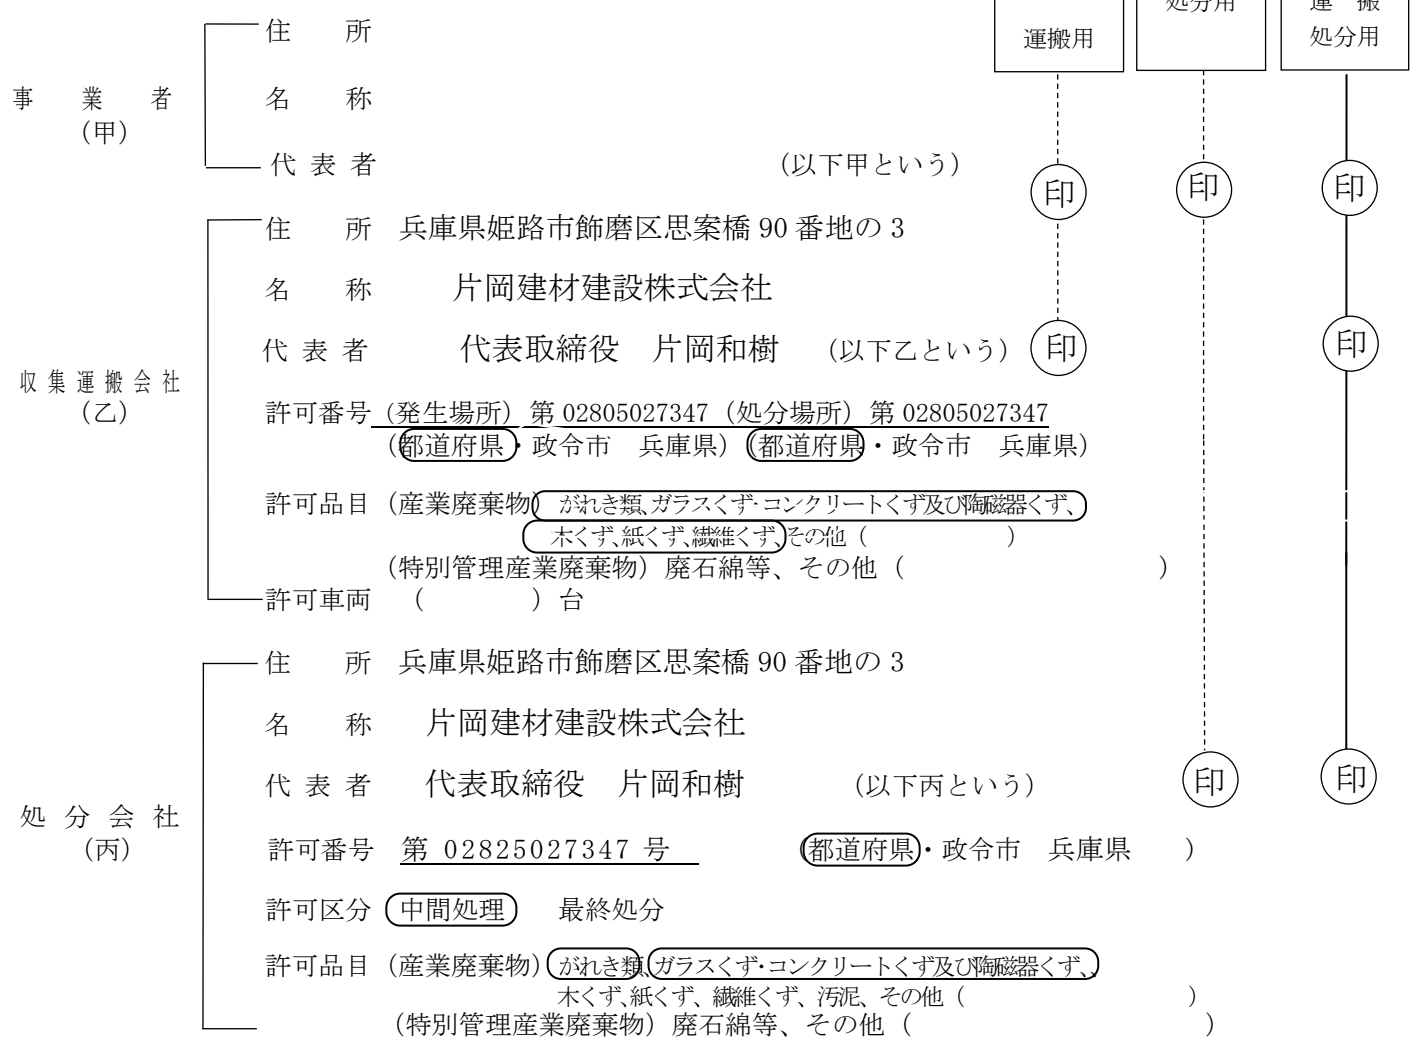 処分用
運　搬
処分用
運搬用
住　所
事　業　者
（甲）
名　称
代 表 者　（以下甲という）
印　印　印
住　所　兵庫県姫路市飾磨区思案橋 90 番地の 3
名　称　片岡建材建設株式会社
代 表 者　代表取締役　片岡和樹　（以下乙という）　印　印
収 集 運 搬 会 社
（乙）
許可番号（発生場所）第 02805027347（処分場所）第 02805027347
（都道府県・政令市　兵庫県）（都道府県・政令市　兵庫県）
許可品目（産業廃棄物）がれき類、ガラスくず・コンクリートくず及び陶磁器くず、
木くず、紙くず、繊維くず、その他（　　　）
（特別管理産業廃棄物）廃石綿等、その他（　　　）
許可車両　（　　　）台
住　所　兵庫県姫路市飾磨区思案橋 90 番地の 3
名　称　片岡建材建設株式会社
代 表 者　代表取締役　片岡和樹　（以下丙という）　印　印
処 分 会 社
（丙）
許可番号　第 02825027347 号　（都道府県・政令市　兵庫県　）
許可区分　中間処理　最終処分
許可品目（産業廃棄物）がれき類、ガラスくず・コンクリートくず及び陶磁器くず、、
木くず、紙くず、繊維くず、汚泥、その他（　　　）
（特別管理産業廃棄物）廃石綿等、その他（　　　）